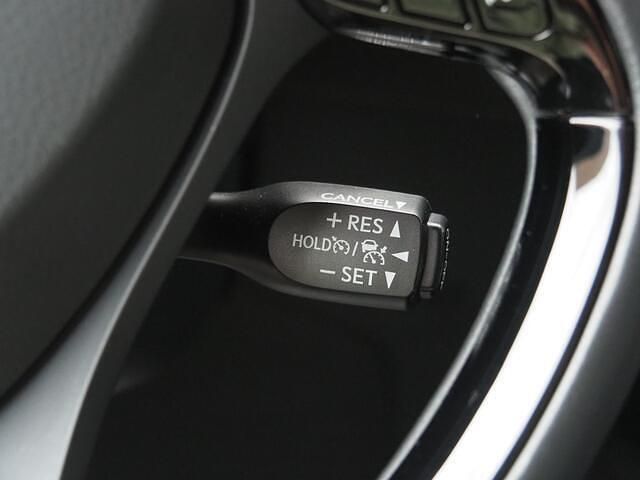 CANCEL▼
+ RES ▲
HOLD / ◀
− SET ▼